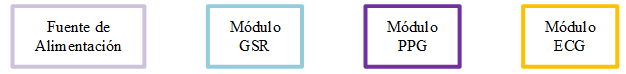 Fuente de
Alimentación
Módulo
GSR
Módulo
PPG
Módulo
ECG